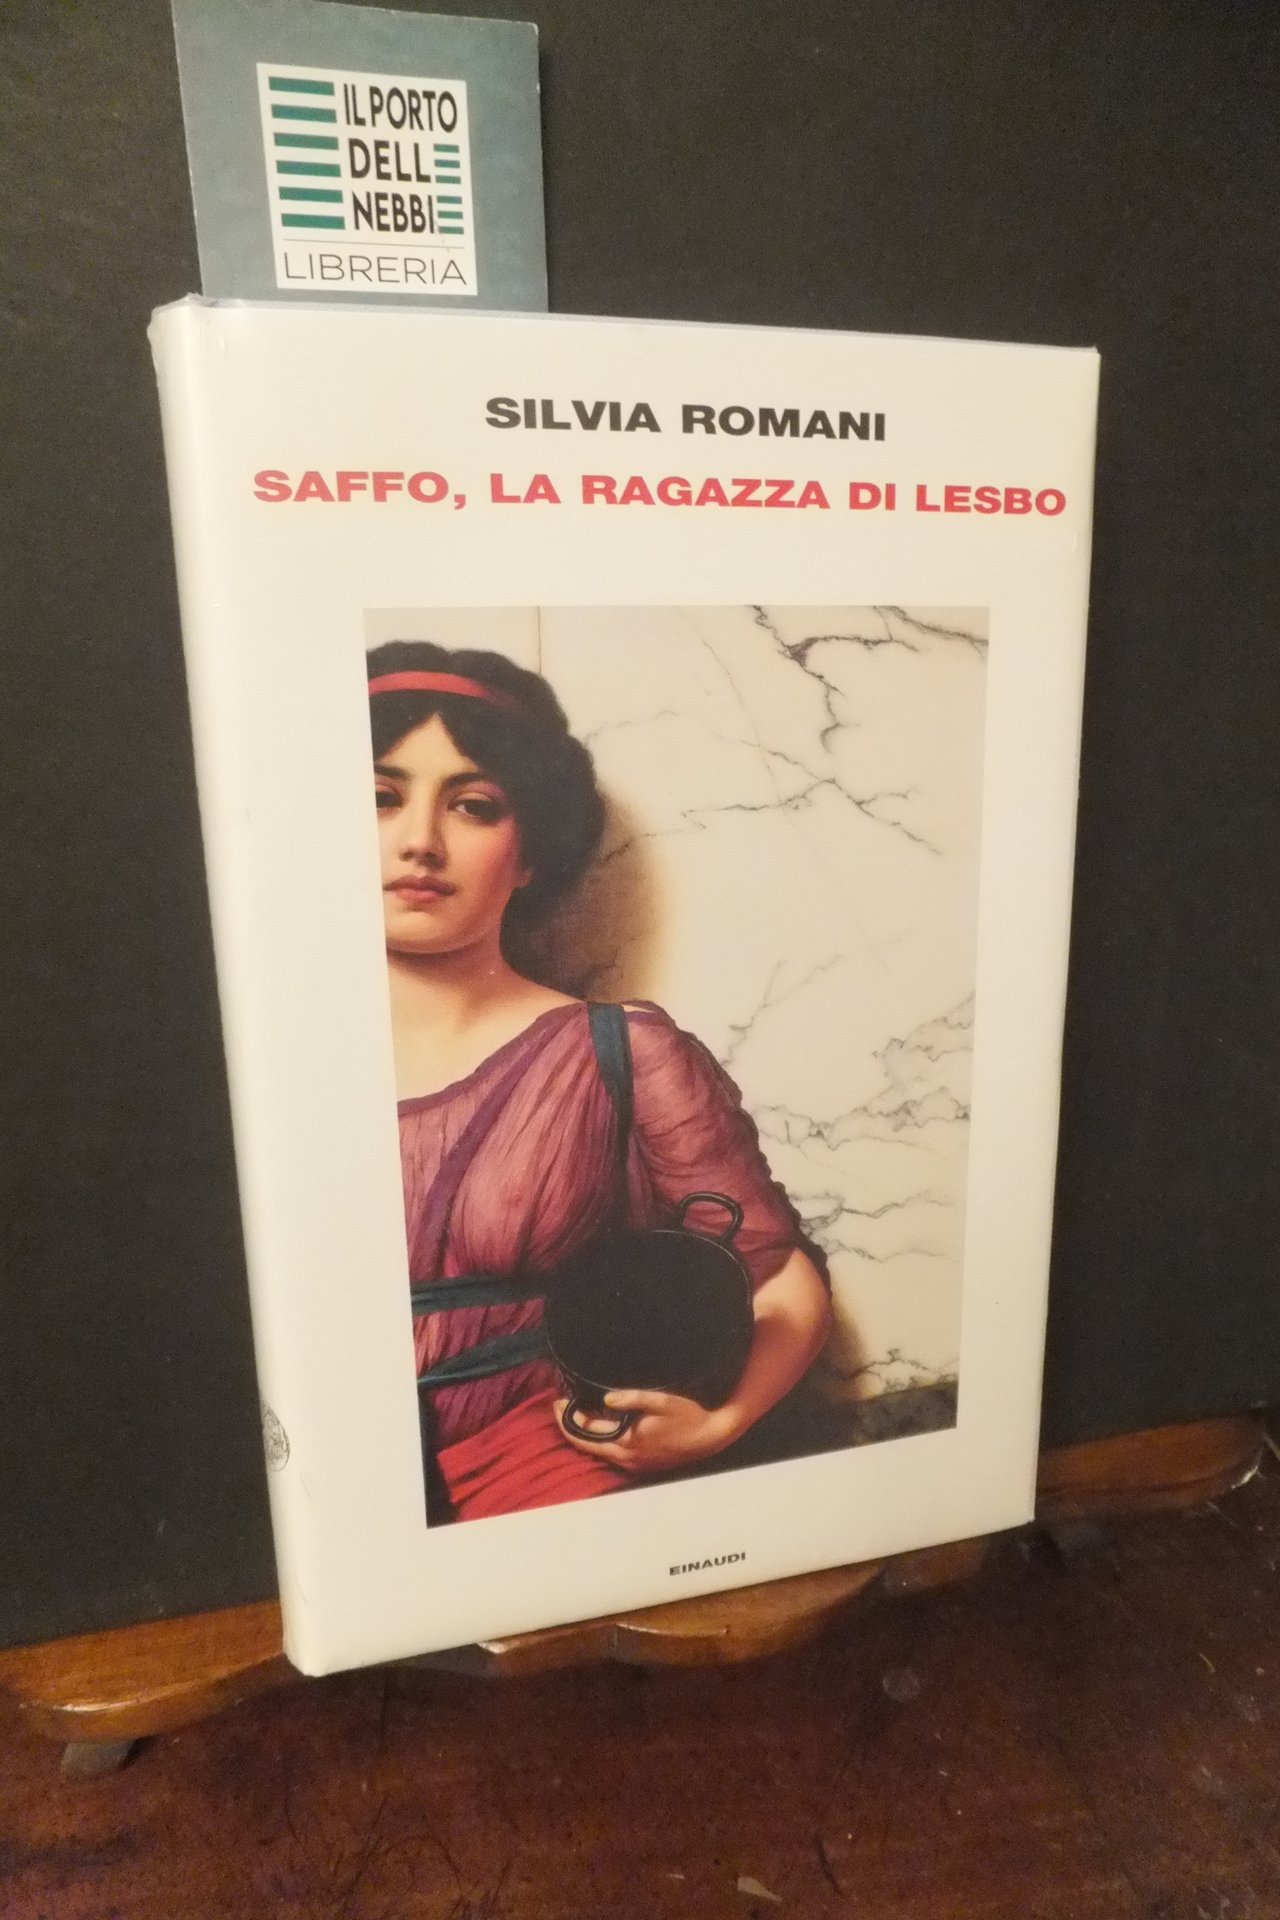 IL PORTO
DELLE
NEBBIE
LIBRERIA
SILVIA ROMANI
SAFFO, LA RAGAZZA DI LESBO
EINAUDI